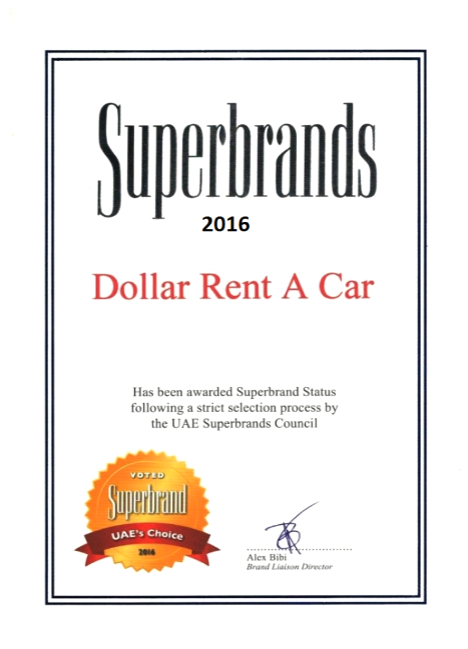 Superbrands
2016
Dollar Rent A Car
Has been awarded Superbrand Status
following a strict selection process by
the UAE Superbrands Council
VOTED
Superbrand
UAE's Choice
2016
Alex Bibi
Brand Liaison Director